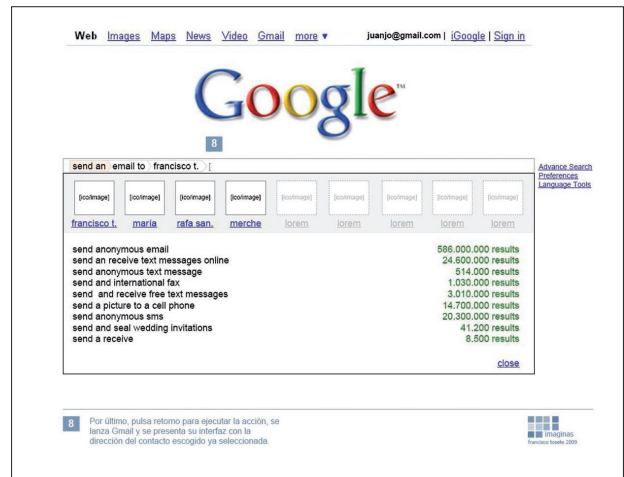 Web Images Maps News Video Gmail more ▼ juanjo@gmail.com | iGoogle | Sign in
Google™
8
send an email to francisco t. [
Advance Search
Preferences
Language Tools
[ico/image] [ico/image] [ico/image] [ico/image] [ico/image] [ico/image] [ico/image] [ico/image]
francisco t. maría rafa san. merche lorem lorem lorem lorem
send anonymous email 586.000.000 results
send an receive text messages online 24.600.000 results
send anonymous text message 514.000 results
send and international fax 1.030.000 results
send and receive free text messages 3.010.000 results
send a picture to a cell phone 14.700.000 results
send anonymous sms 20.300.000 results
send and seal wedding invitations 41.200 results
send a receive 8.500 results
close
8 Por último, pulsa retorno para ejecutar la acción, se
lanza Gmail y se presenta su interfaz con la
dirección del contacto escogido ya seleccionada.
imaginas
francisco tosete 2009